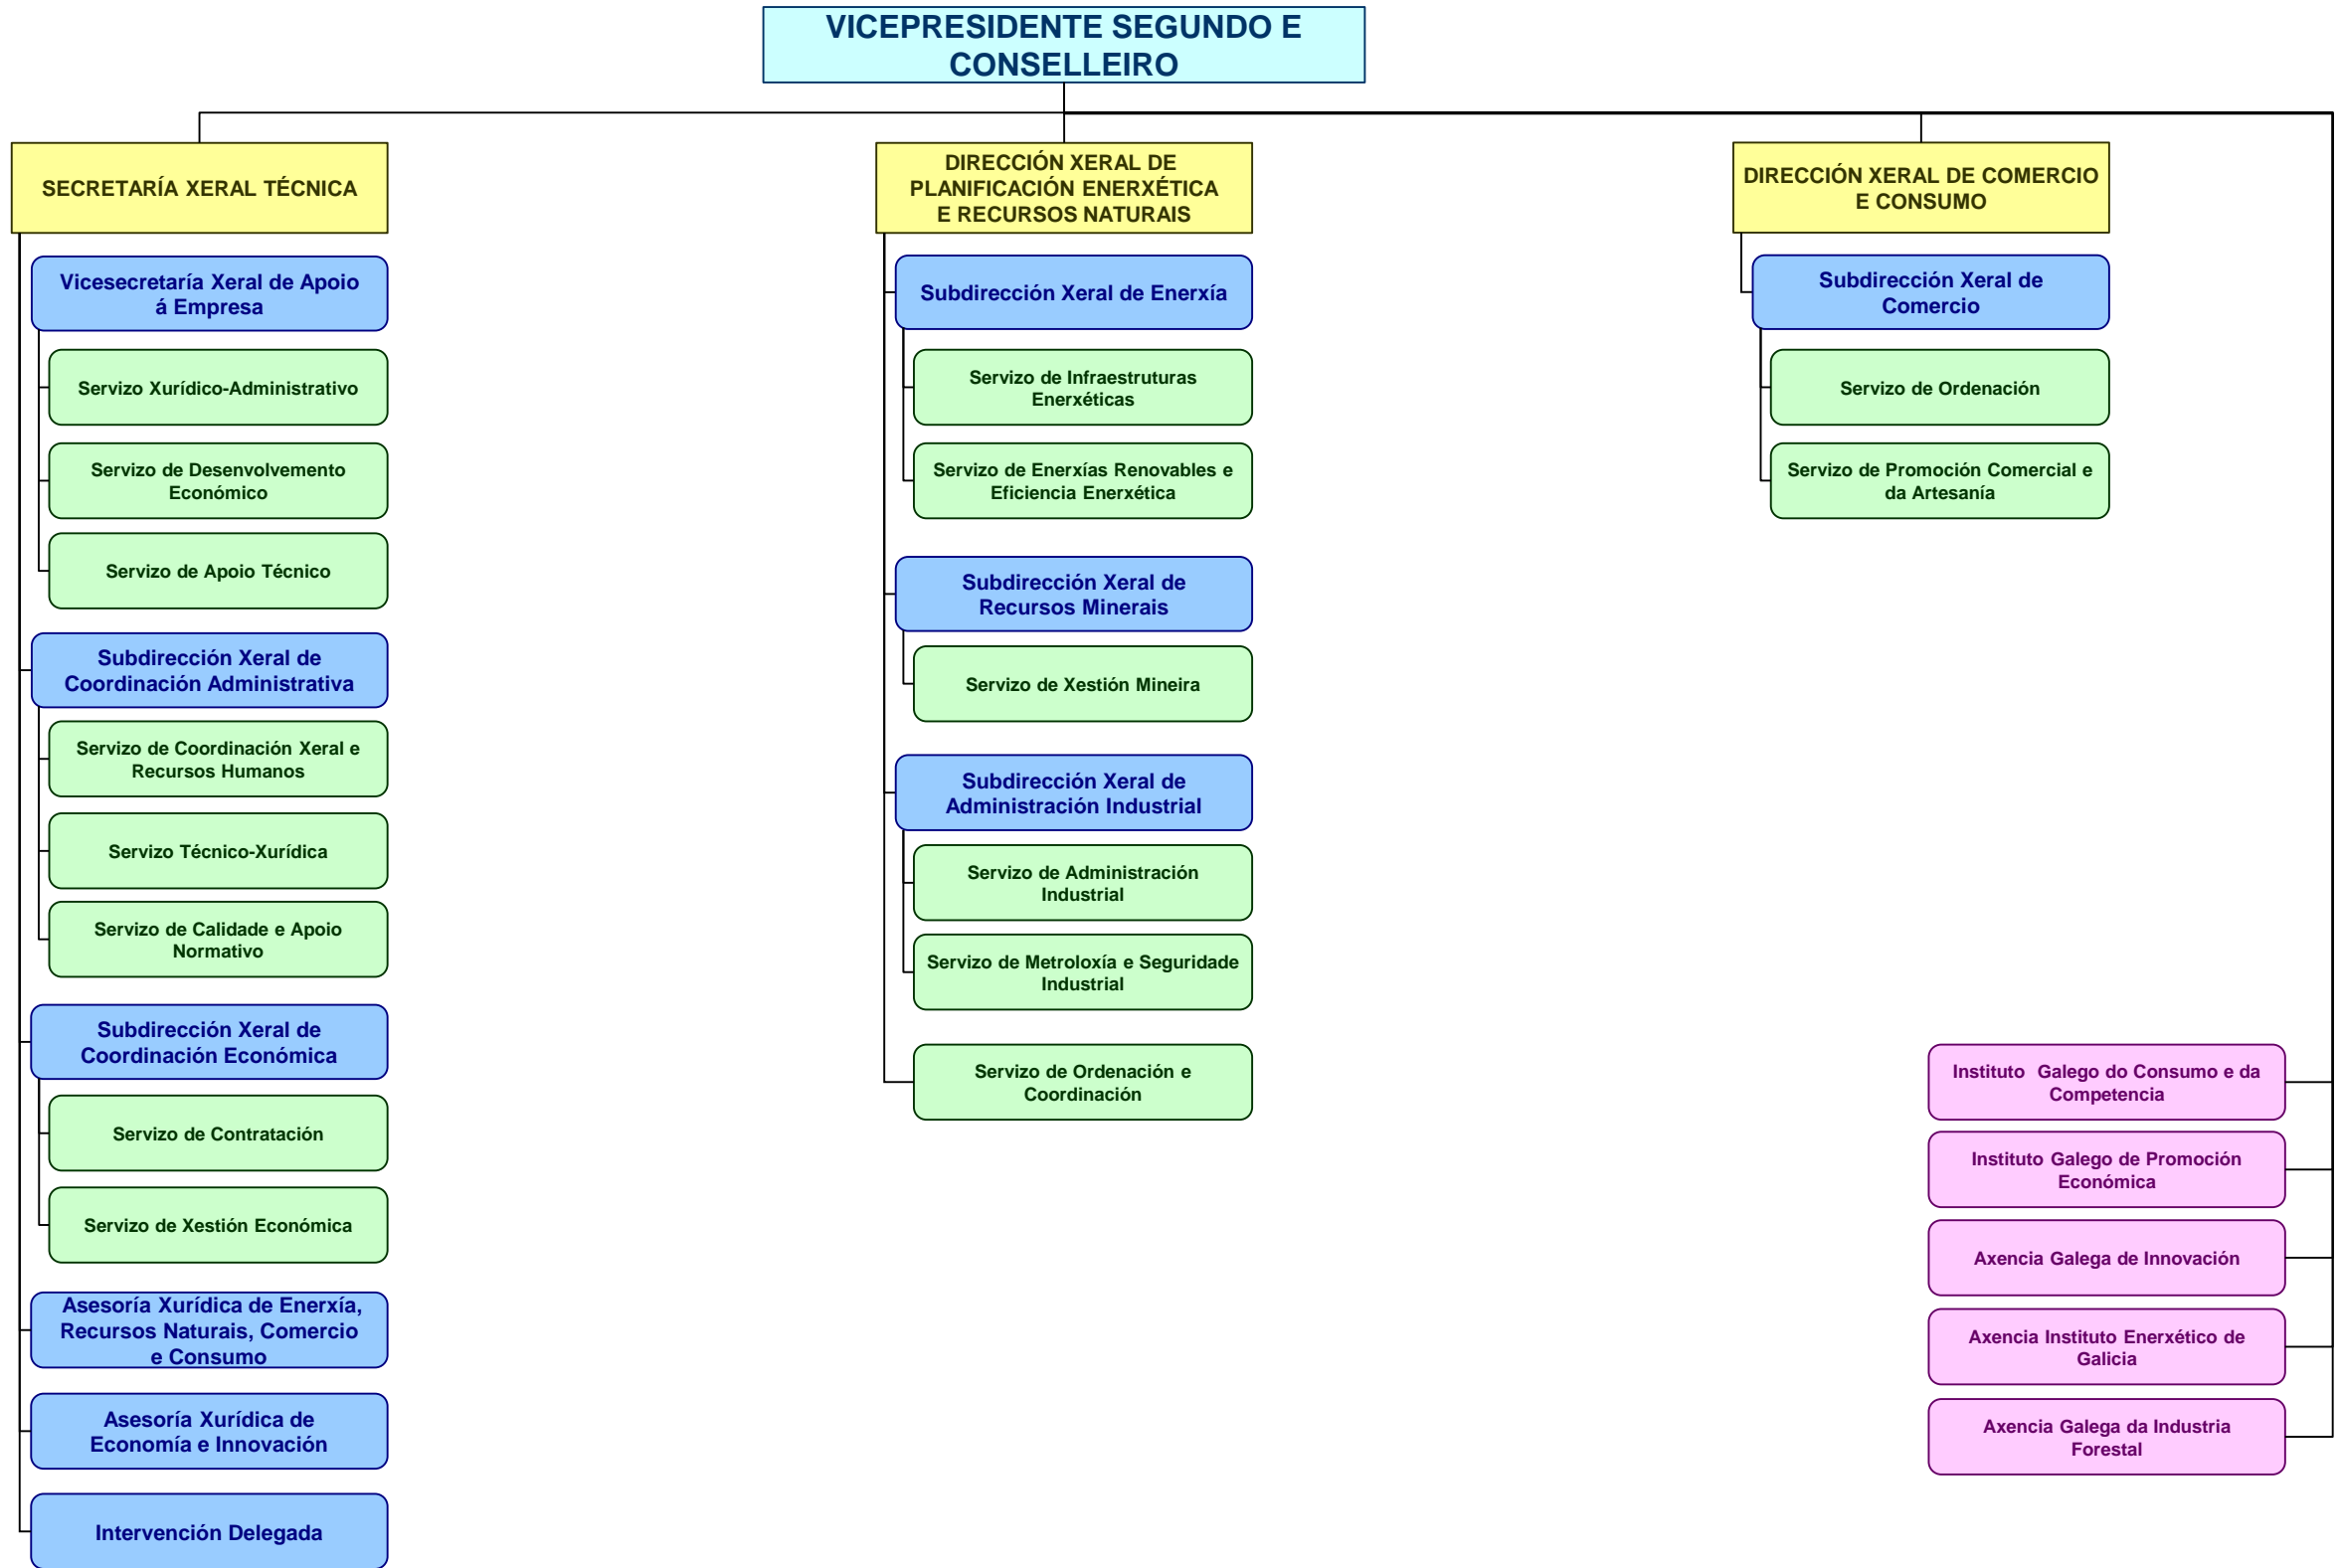 VICEPRESIDENTE SEGUNDO E
CONSELLEIRO
SECRETARÍA XERAL TÉCNICA
Vicesecretaría Xeral de Apoio
á Empresa
Servizo Xurídico-Administrativo
Servizo de Desenvolvemento
Económico
Servizo de Apoio Técnico
Subdirección Xeral de
Coordinación Administrativa
Servizo de Coordinación Xeral e
Recursos Humanos
Servizo Técnico-Xurídica
Servizo de Calidade e Apoio
Normativo
Subdirección Xeral de
Coordinación Económica
Servizo de Contratación
Servizo de Xestión Económica
Asesoría Xurídica de Enerxía,
Recursos Naturais, Comercio
e Consumo
Asesoría Xurídica de
Economía e Innovación
Intervención Delegada
DIRECCIÓN XERAL DE
PLANIFICACIÓN ENERXÉTICA
E RECURSOS NATURAIS
Subdirección Xeral de Enerxía
Servizo de Infraestruturas
Enerxéticas
Servizo de Enerxías Renovables e
Eficiencia Enerxética
Subdirección Xeral de
Recursos Minerais
Servizo de Xestión Mineira
Subdirección Xeral de
Administración Industrial
Servizo de Administración
Industrial
Servizo de Metroloxía e Seguridade
Industrial
Servizo de Ordenación e
Coordinación
DIRECCIÓN XERAL DE COMERCIO
E CONSUMO
Subdirección Xeral de
Comercio
Servizo de Ordenación
Servizo de Promoción Comercial e
da Artesanía
Instituto Galego do Consumo e da
Competencia
Instituto Galego de Promoción
Económica
Axencia Galega de Innovación
Axencia Instituto Enerxético de
Galicia
Axencia Galega da Industria
Forestal